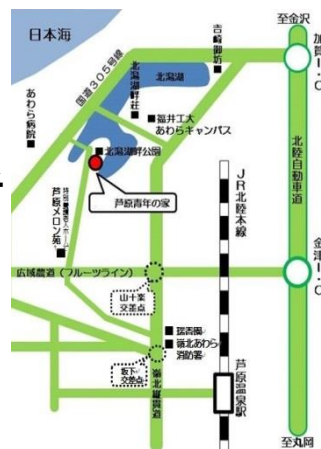 至金沢
日本海
加賀I・C
国道305号線
吉崎御坊
北潟湖
北潟湖畔荘
あわら病院
福井工大
あわらキャンパス
北潟湖畔公園
北陸自動車道
JR北陸本線
芦原青年の家
芦原メロン苑
広域農道(フルーツライン)
金津I・C
山十楽
交差点
瑞青園
嶺北あわら
消防署
坂下
交差点
芦原温泉駅
至丸岡